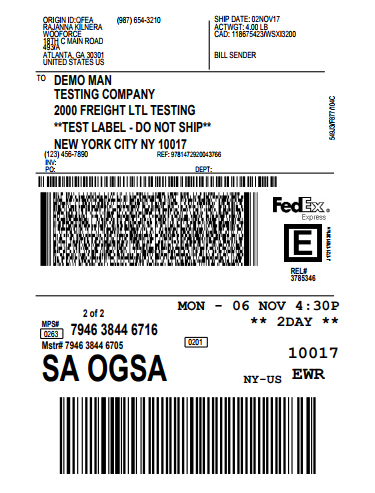 ORIGIN ID:QFEA (987) 654-3210
RAJANNA KILNERA
WOOFORCE
18TH C MAIN ROAD
493/A
ATLANTA, GA 30301
UNITED STATES US
SHIP DATE: 02NOV17
ACTWGT: 4.00 LB
CAD: 118675423/WSXI3200
BILL SENDER
TO DEMO MAN
TESTING COMPANY
2000 FREIGHT LTL TESTING
**TEST LABEL - DO NOT SHIP**
NEW YORK CITY NY 10017
(123) 456-7890 REF: 9781472920043766
INV:
PO: DEPT:
FedEx®
Express
E
REL#
3785346
MON - 06 NOV 4:30P
** 2DAY **
2 of 2
MPS# 7946 3844 6716
0263
Mstr# 7946 3844 6705
0201
SA OGSA
10017
NY-US EWR